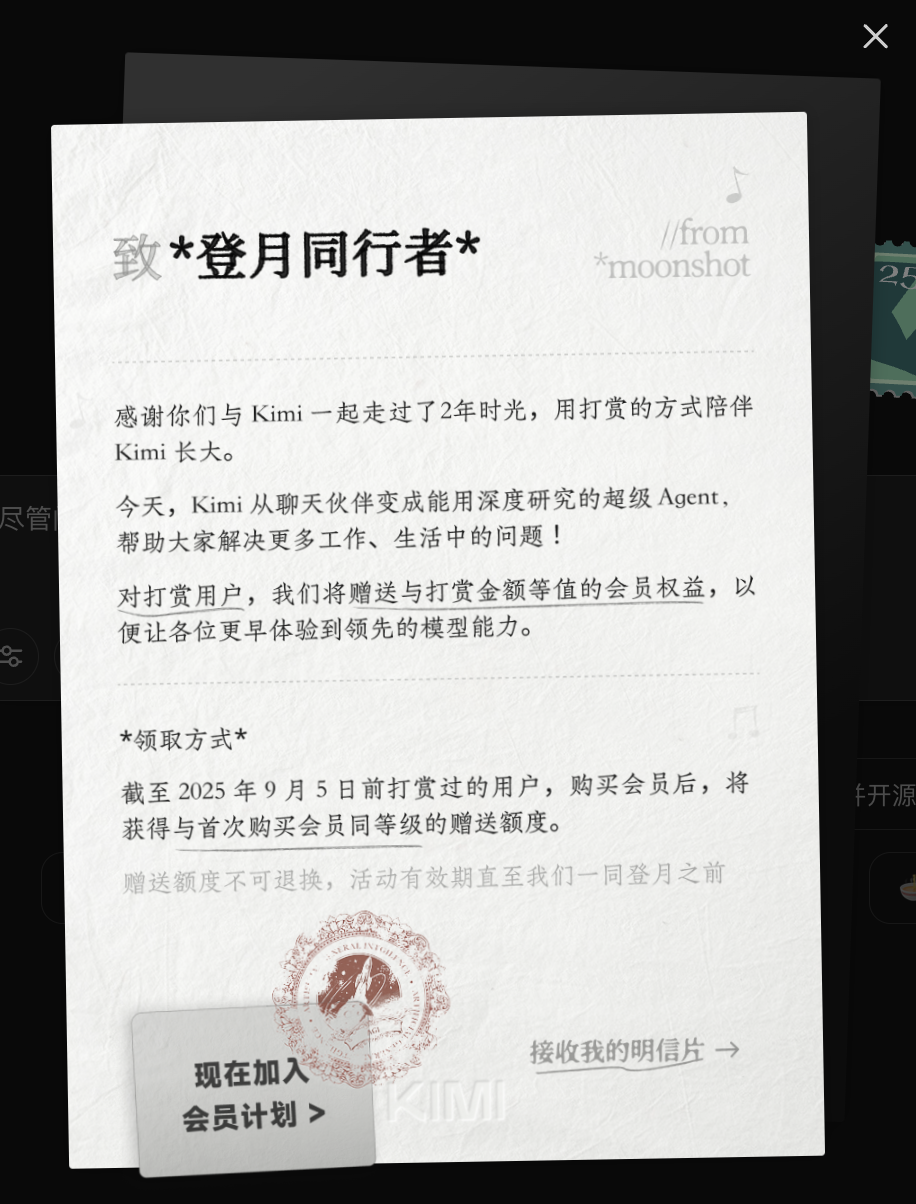 致*登月同行者*
//from
*moonshot
25
感谢你们与 Kimi 一起走过了2年时光，用打赏的方式陪伴
Kimi 长大。
今天，Kimi 从聊天伙伴变成能用深度研究的超级 Agent，
帮助大家解决更多工作、生活中的问题！
尽管
对打赏用户，我们将赠送与打赏金额等值的会员权益，以
便让各位更早体验到领先的模型能力。
*领取方式*
截至 2025 年 9 月 5 日前打赏过的用户，购买会员后，将
获得与首次购买会员同等级的赠送额度。
并开源
赠送额度不可退换，活动有效期直至我们一同登月之前
接收我的明信片 →
现在加入
会员计划 >
KIMI